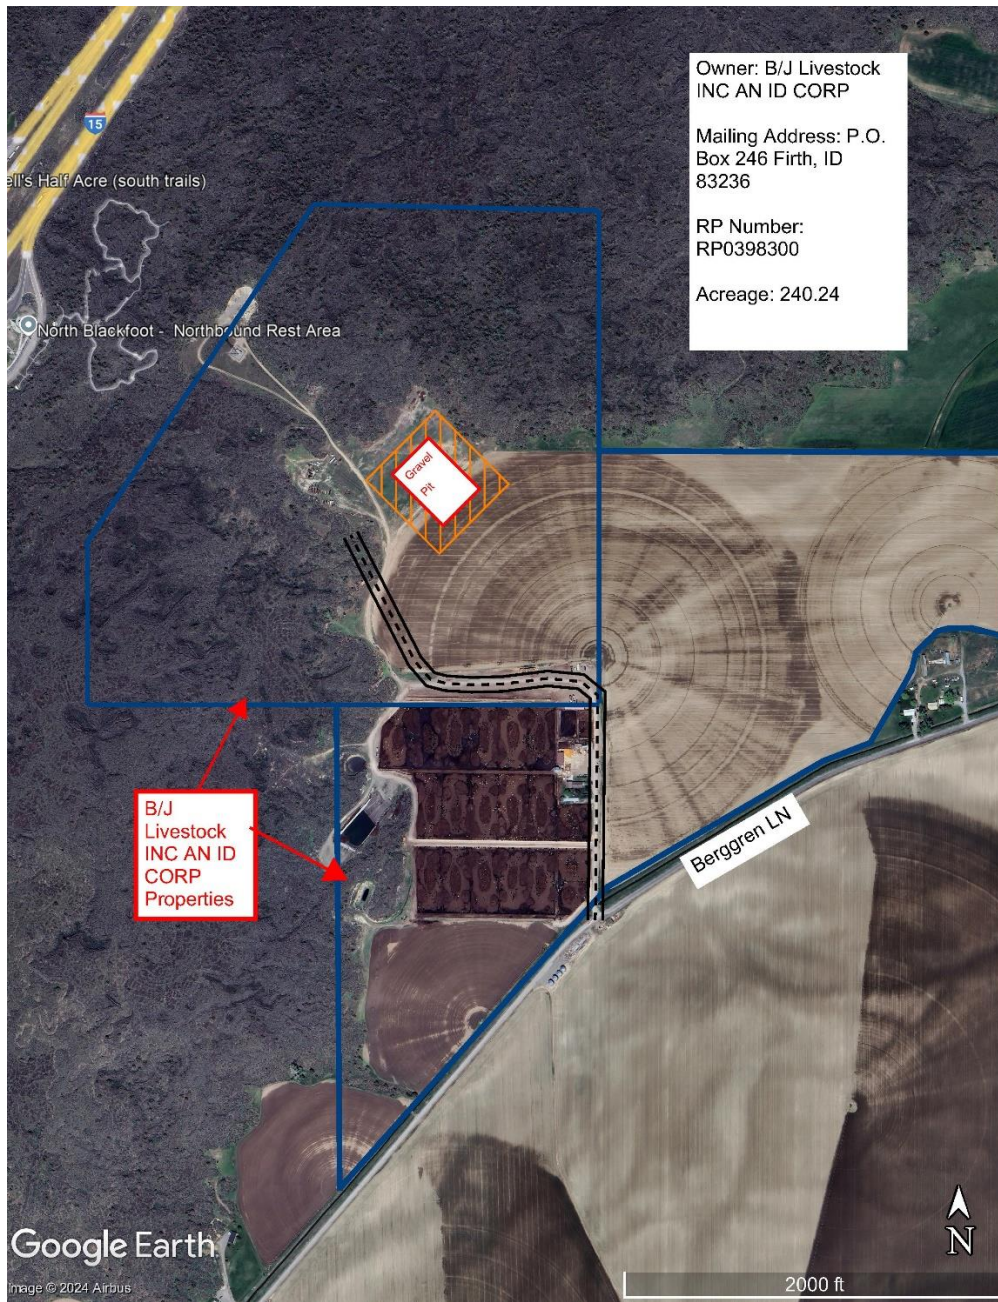 Owner: B/J Livestock
INC AN ID CORP
Mailing Address: P.O.
Box 246 Firth, ID
83236
RP Number:
RP0398300
Acreage: 240.24
15
ell's Half Acre (south trails)
North Blackfoot - Northbound Rest Area
Gravel
Pit
B/J
Livestock
INC AN ID
CORP
Properties
Berggren LN
N
Google Earth
mage © 2024 Airbus
2000 ft